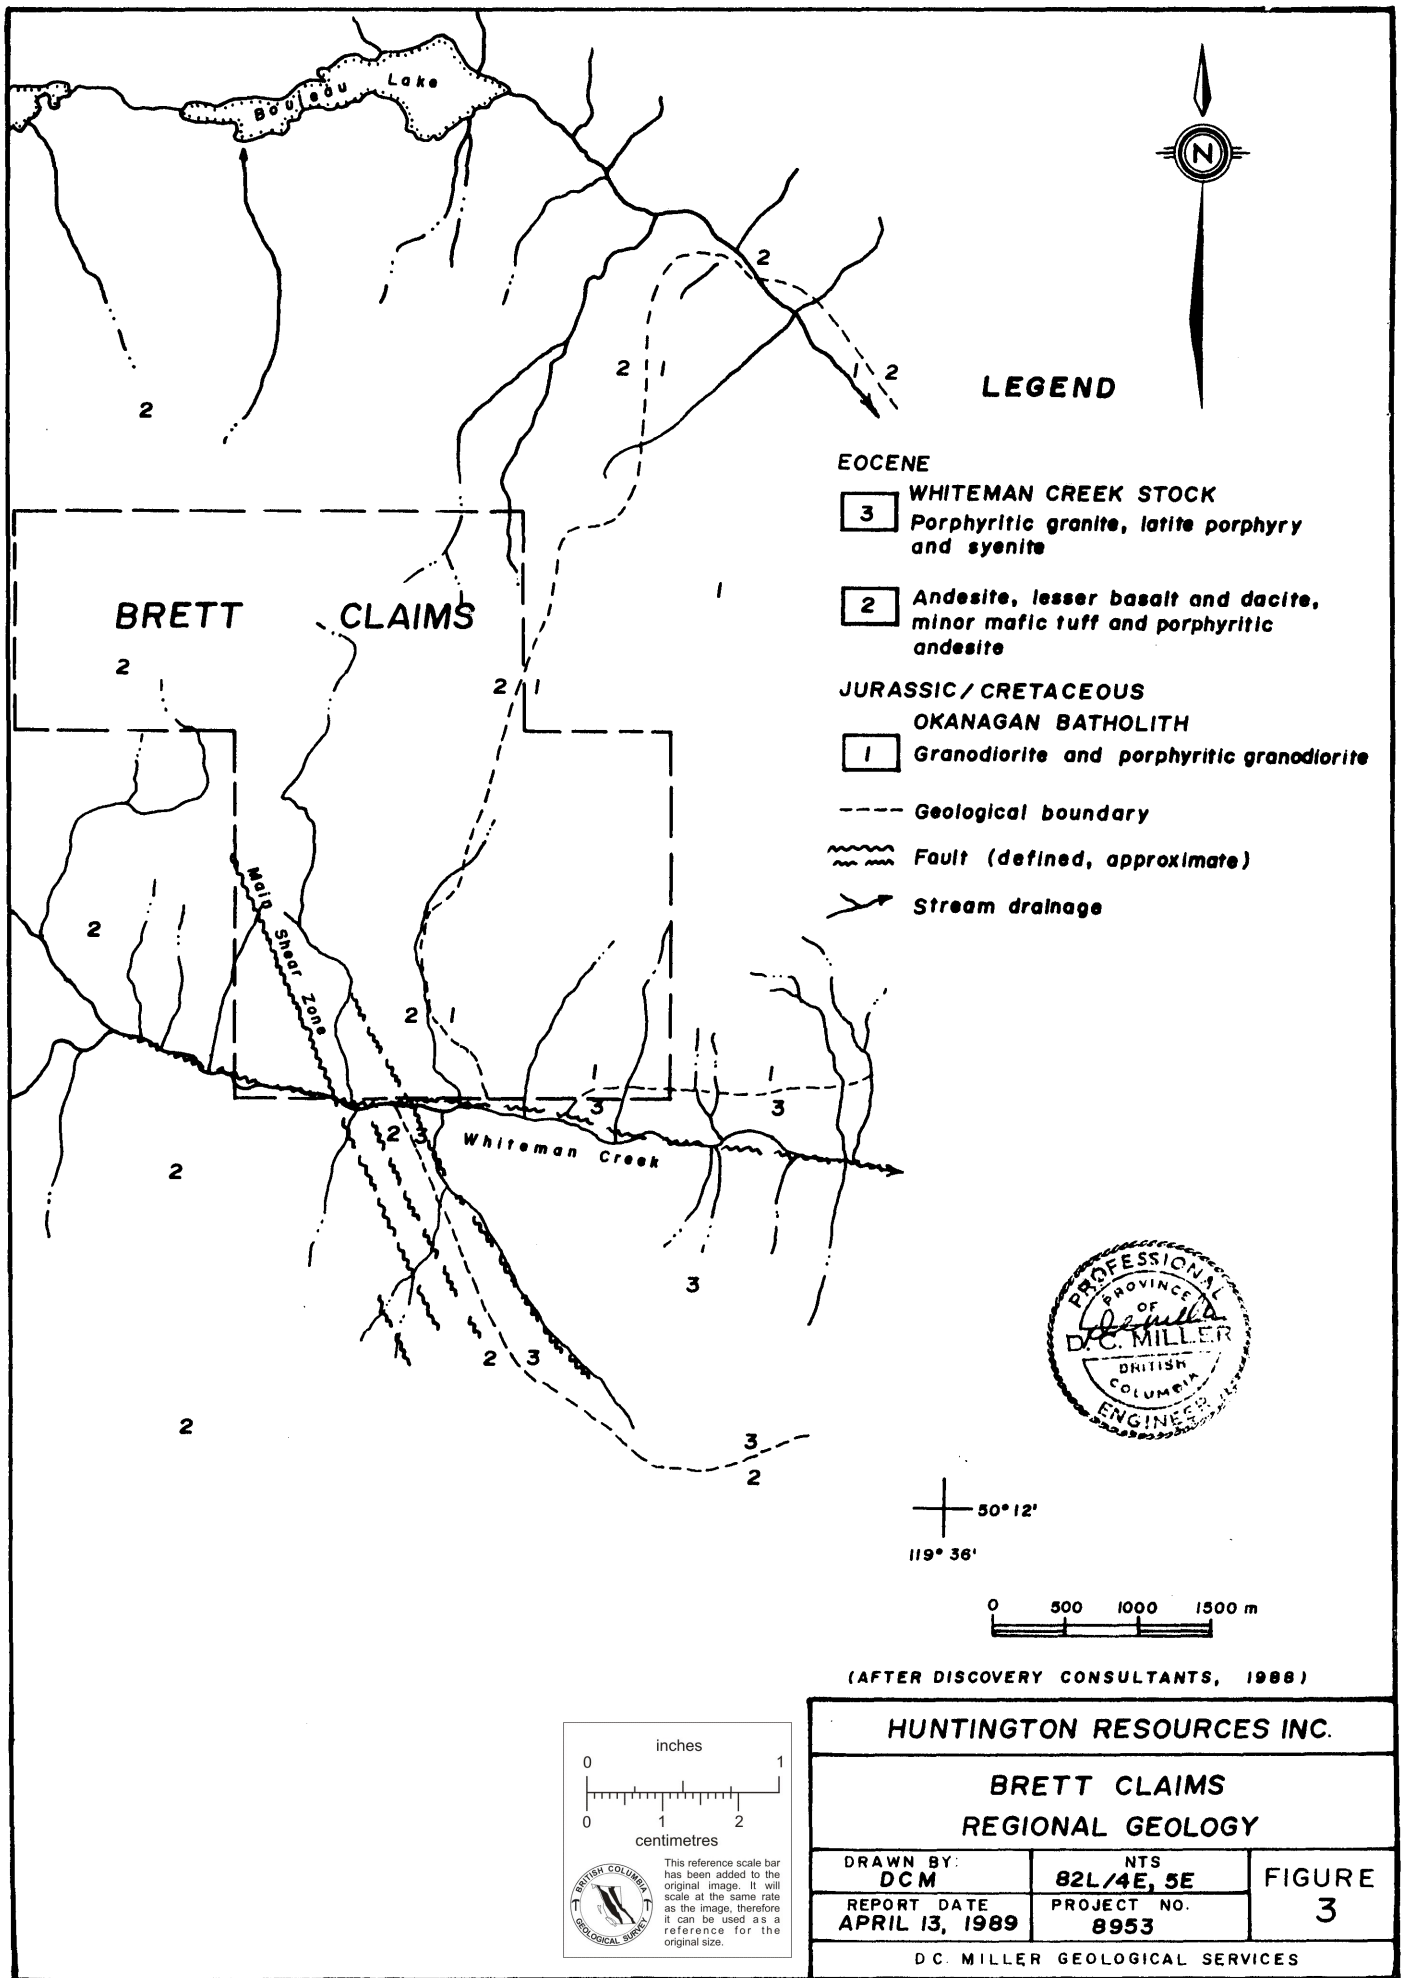 Bouleau Lake
N
2
2 1
1 2
2
LEGEND
EOCENE
3
WHITEMAN CREEK STOCK
Porphyritic granite, latite porphyry
and syenite
2
Andesite, lesser basalt and dacite,
minor mafic tuff and porphyritic
andesite
JURASSIC/CRETACEOUS
OKANAGAN BATHOLITH
1
Granodiorite and porphyritic granodiorite
Geological boundary
Fault (defined, approximate)
Stream drainage
1
BRETT CLAIMS
2
2 1
Main Shear Zone
2
2 1
1
3
1
3
2 3
Whiteman Creek
2
3
2 3
2
3
2
PROFESSIONAL
PROVINCE
OF
D. C. MILLER
BRITISH
COLUMBIA
ENGINEER
50° 12'
119° 36'
0 500 1000 1500 m
(AFTER DISCOVERY CONSULTANTS, 1988)
HUNTINGTON RESOURCES INC.
BRETT CLAIMS
REGIONAL GEOLOGY
DRAWN BY:
DCM
NTS
82L/4E, 5E
REPORT DATE
APRIL 13, 1989
PROJECT NO.
8953
FIGURE
3
D.C. MILLER GEOLOGICAL SERVICES
inches
0 1
0 1 2
centimetres
BRITISH COLUMBIA
GEOLOGICAL SURVEY
This reference scale bar
has been added to the
original image. It will
scale at the same rate
as the image, therefore
it can be used as a
reference for the
original size.